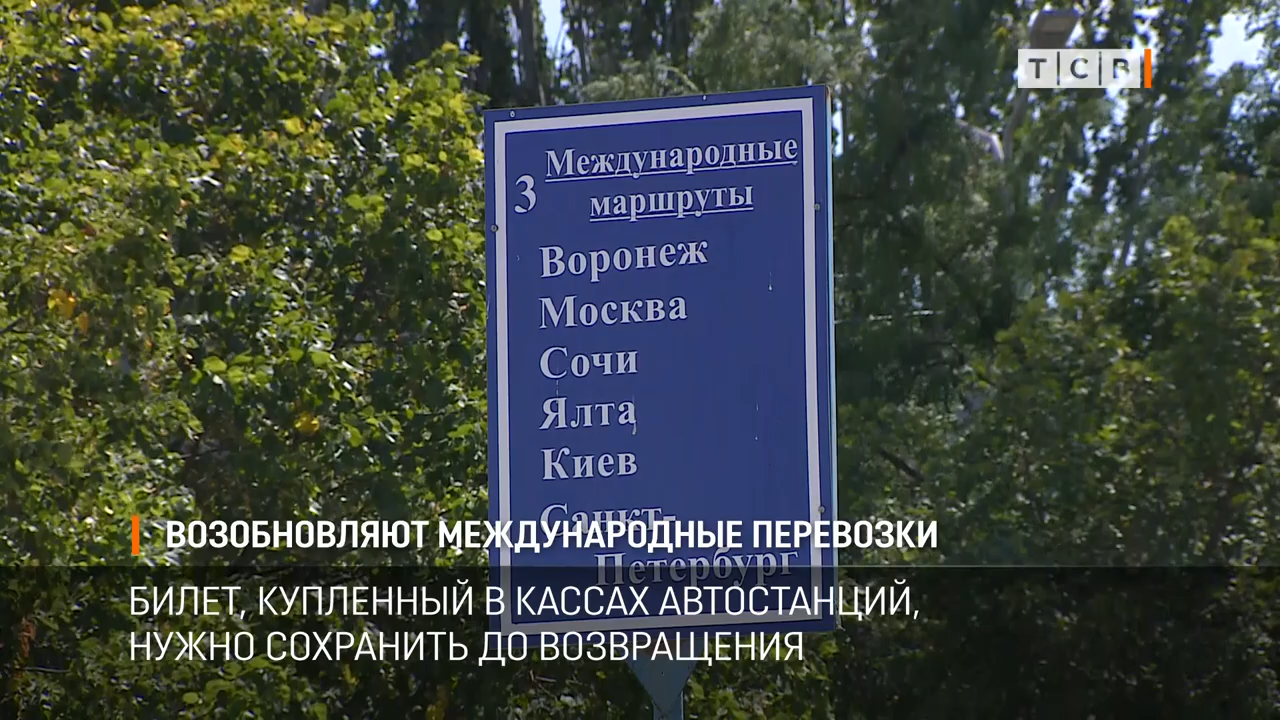 ТСВ
Международные
3
маршруты
Воронеж
Москва
Сочи
Ялта
Киев
Санкт-
Петербург
ВОЗОБНОВЛЯЮТ МЕЖДУНАРОДНЫЕ ПЕРЕВОЗКИ
БИЛЕТ, КУПЛЕННЫЙ В КАССАХ АВТОСТАНЦИЙ,
НУЖНО СОХРАНИТЬ ДО ВОЗВРАЩЕНИЯ